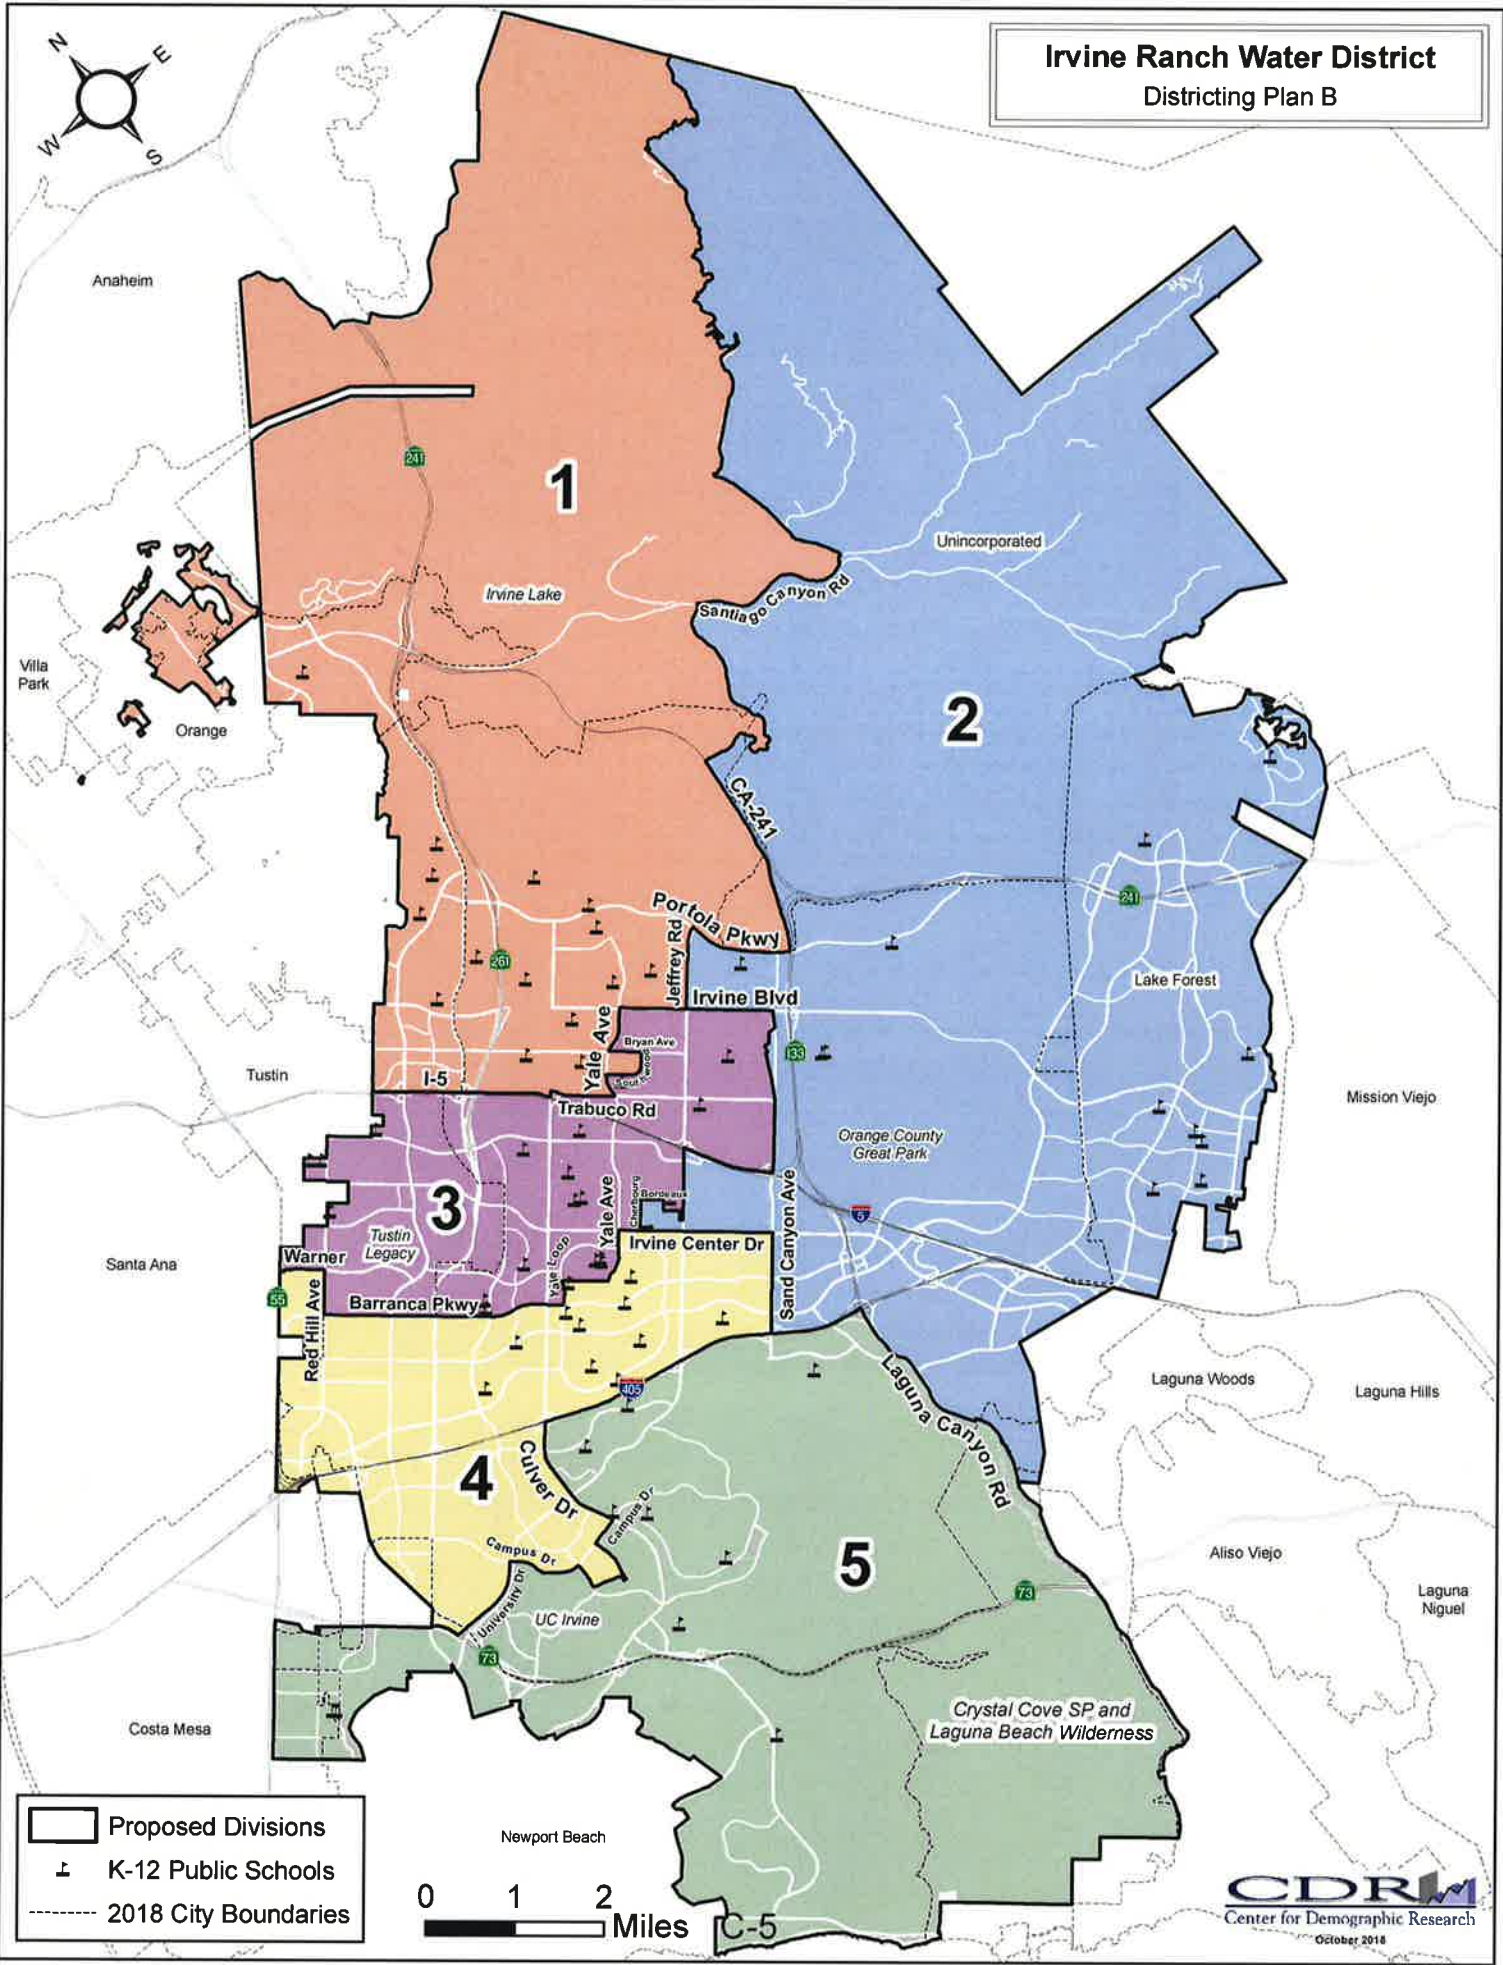 Irvine Ranch Water District
Districting Plan B
N
E
W
S
Anaheim
241
1
Unincorporated
Irvine Lake
Santiago Canyon Rd
Villa
Park
Orange
2
CA-241
241
Portola Pkwy
Jeffrey Rd
261
Lake Forest
Irvine Blvd
Yale Ave
Bryan Ave
133
Tustin
I-5
Trabuco Rd
Mission Viejo
Orange County
Great Park
3
Yale Ave
Cherbourg
Bordeaux
Sand Canyon Ave
5
Tustin
Legacy
Santa Ana
Warner
Yale Loop
Irvine Center Dr
55
Red Hill Ave
Barranca Pkwy
405
Laguna Canyon Rd
Laguna Woods
Laguna Hills
4
Culver Dr
Campus Dr
Campus Dr
5
Aliso Viejo
Laguna
Niguel
73
University Dr
UC Irvine
73
Costa Mesa
Crystal Cove SP and
Laguna Beach Wilderness
Newport Beach
Proposed Divisions
K-12 Public Schools
2018 City Boundaries
0 1 2
Miles
C-5
CDR
Center for Demographic Research
October 2018